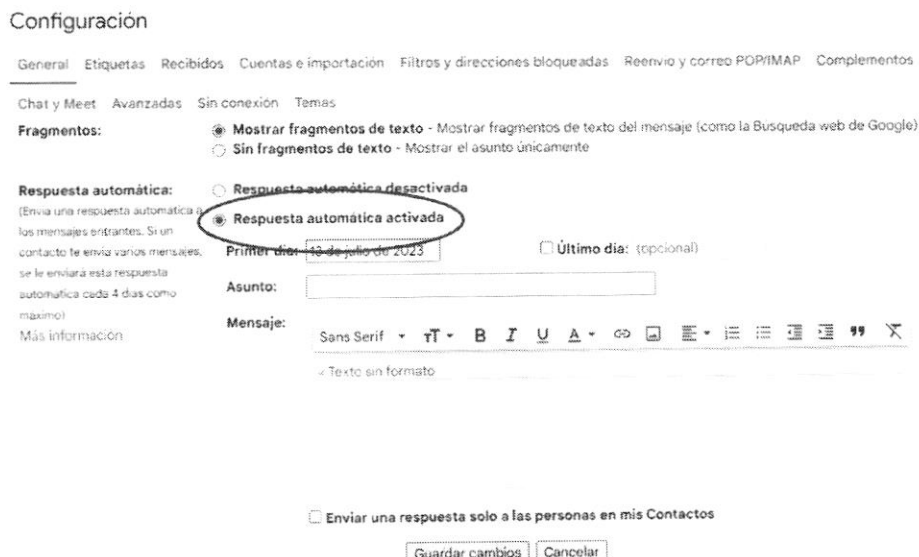 Configuración
General Etiquetas Recibidos Cuentas e importación Filtros y direcciones bloqueadas Reenvío y correo POP/IMAP Complementos
Chat y Meet Avanzadas Sin conexión Temas
Fragmentos:
Mostrar fragmentos de texto - Mostrar fragmentos de texto del mensaje (como la Busqueda web de Google)
Sin fragmentos de texto - Mostrar el asunto únicamente
Respuesta automática:
(Envía una respuesta automática a
los mensajes entrantes. Si un
contacto te envía varios mensajes,
se le enviará esta respuesta
automática cada 4 días como
máximo)
Más información
Respuesta automática desactivada
Respuesta automática activada
Primer día: 13 de julio de 2023 Último día: (opcional)
Asunto:
Mensaje:
Sans Serif
« Texto sin formato
Enviar una respuesta solo a las personas en mis Contactos
Guardar cambios Cancelar